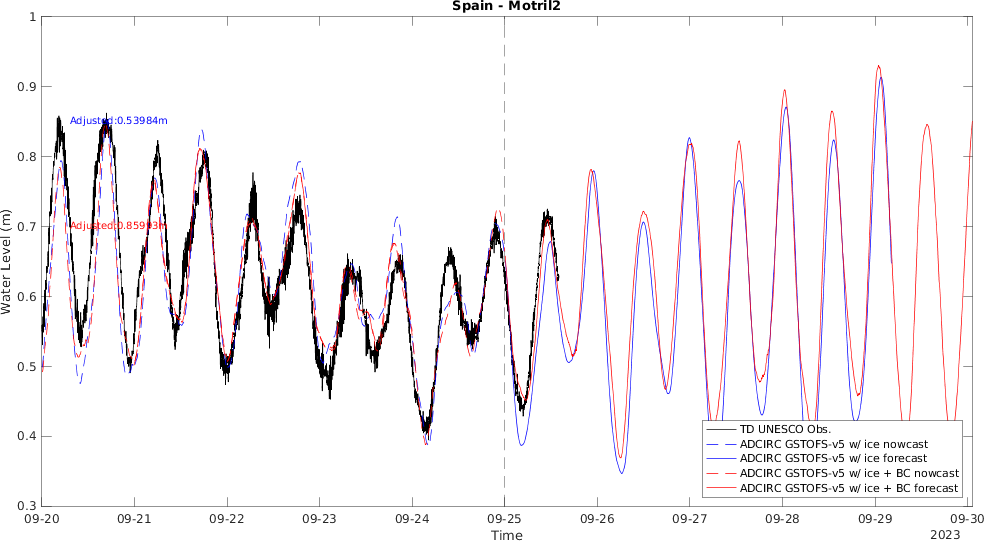 Spain - Motril2
1
0.9
0.8
0.7
0.6
0.5
0.4
0.3
Water Level (m)
Adjusted:0.53984m
TD UNESCO Obs.
ADCIRC GSTOFS-v5 w/ ice nowcast
ADCIRC GSTOFS-v5 w/ ice forecast
ADCIRC GSTOFS-v5 w/ ice + BC nowcast
ADCIRC GSTOFS-v5 w/ ice + BC forecast
09-20 09-21 09-22 09-23 09-24 09-25 09-26 09-27 09-28 09-29 09-30
Time
2023